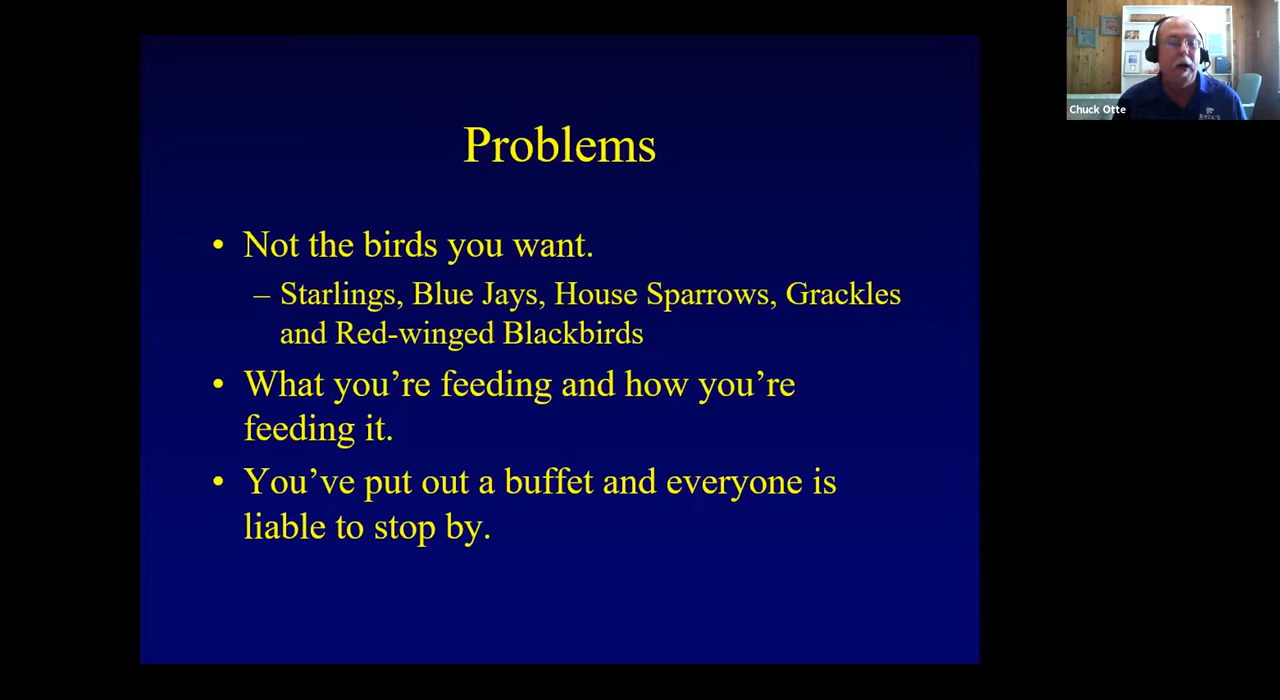 Problems
• Not the birds you want.
– Starlings, Blue Jays, House Sparrows, Grackles
and Red-winged Blackbirds
• What you’re feeding and how you’re
feeding it.
• You’ve put out a buffet and everyone is
liable to stop by.
Chuck Otte